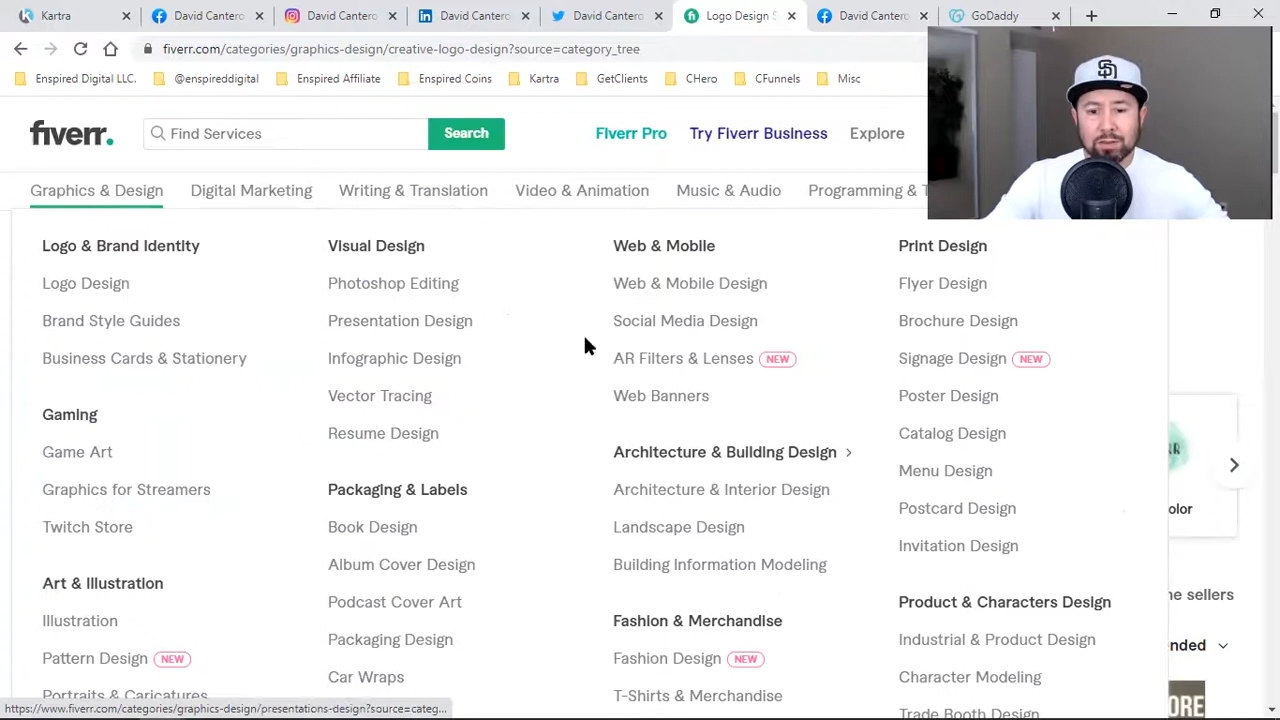 Kartra
David Cantero
David Cantero
David Cantero
David Cantero
Logo Design S
David Cantero
GoDaddy
fiverr.com/categories/graphics-design/creative-logo-design?source=category_tree
Enspired Digital LLC.
@enspireddigital
Enspired Affiliate
Enspired Coins
Kartra
GetClients
CHero
CFunnels
Misc
fiverr.
Find Services
Search
Fiverr Pro
Try Fiverr Business
Explore
SD
Graphics & Design
Digital Marketing
Writing & Translation
Video & Animation
Music & Audio
Programming & T
Logo & Brand Identity
Logo Design
Brand Style Guides
Business Cards & Stationery
Gaming
Game Art
Graphics for Streamers
Twitch Store
Art & Illustration
Illustration
Pattern Design NEW
Portraits & Caricatures
Visual Design
Photoshop Editing
Presentation Design
Infographic Design
Vector Tracing
Resume Design
Packaging & Labels
Book Design
Album Cover Design
Podcast Cover Art
Packaging Design
Car Wraps
Web & Mobile
Web & Mobile Design
Social Media Design
AR Filters & Lenses NEW
Web Banners
Architecture & Building Design
Architecture & Interior Design
Landscape Design
Building Information Modeling
Fashion & Merchandise
Fashion Design NEW
T-Shirts & Merchandise
Print Design
Flyer Design
Brochure Design
Signage Design NEW
Poster Design
Catalog Design
Menu Design
Postcard Design
Invitation Design
Product & Characters Design
Industrial & Product Design
Character Modeling
Trade Booth Design
RR
olor
ne sellers
nded
ORE
https://www.fiverr.com/categories/graphics-design/presentations-design?source=categ...